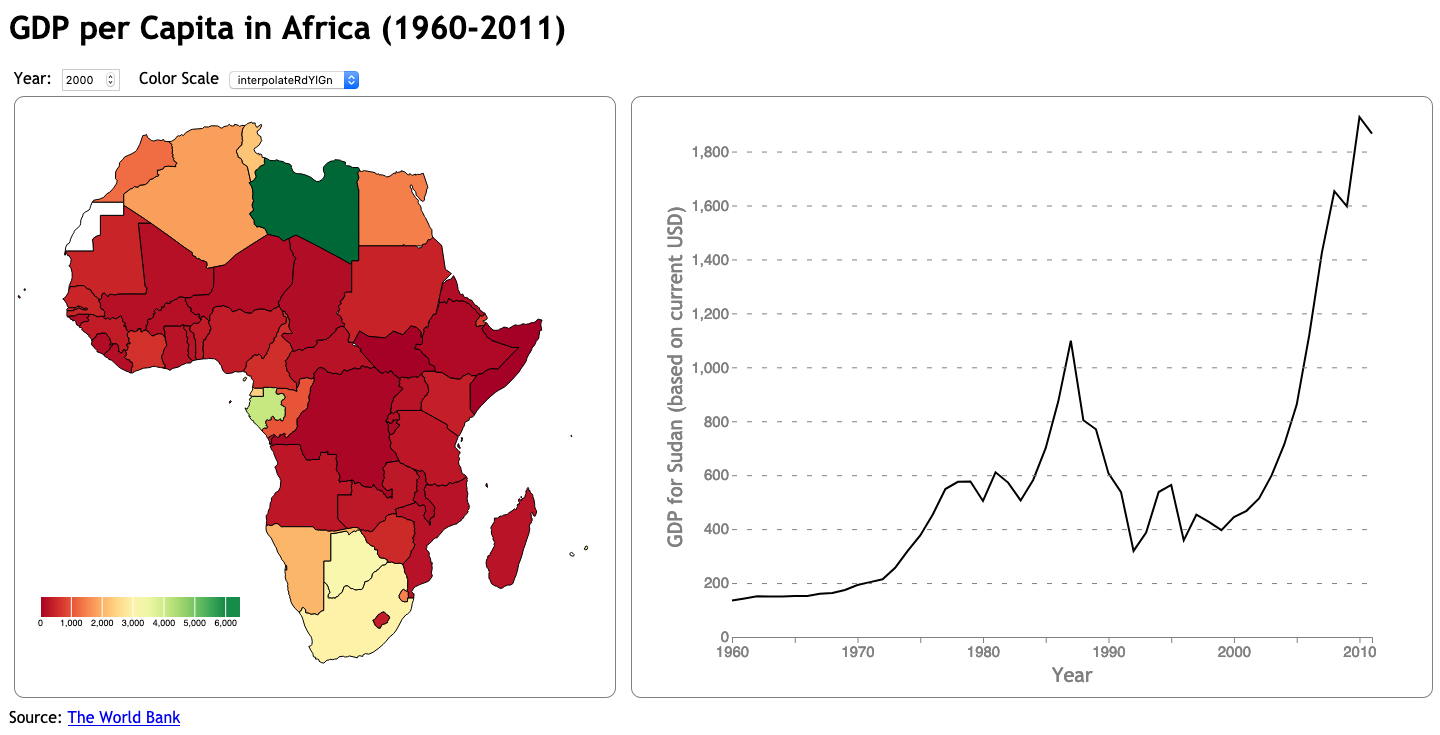 GDP per Capita in Africa (1960-2011)
Year: 2000 Color Scale interpolateRdYlGn
0 1,000 2,000 3,000 4,000 5,000 6,000
GDP for Sudan (based on current USD)
1,800
1,600
1,400
1,200
1,000
800
600
400
200
0
1960 1970 1980 1990 2000 2010
Year
Source: The World Bank